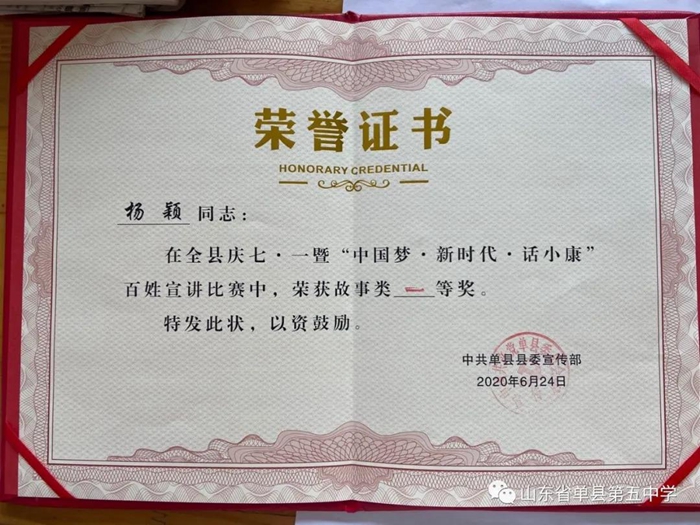 荣誉证书
HONORARY CREDENTIAL
杨颖 同志：
在全县庆七·一暨“中国梦·新时代·话小康”
百姓宣讲比赛中，荣获故事类 一 等奖。
特发此状，以资鼓励。
中共单县县委宣传部
2020年6月24日
山东省单县第五中学